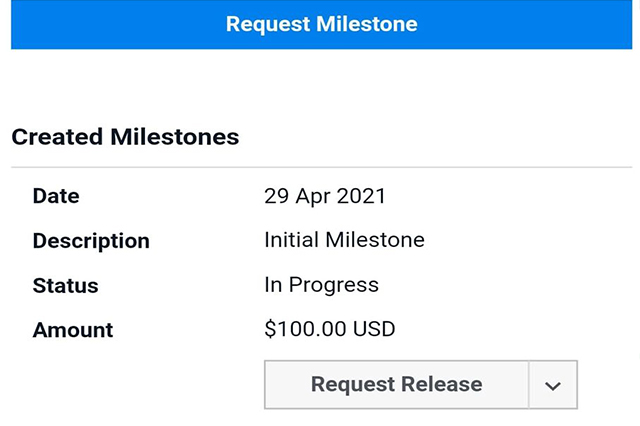 Request Milestone
Created Milestones
Date 29 Apr 2021
Description Initial Milestone
Status In Progress
Amount $100.00 USD
Request Release